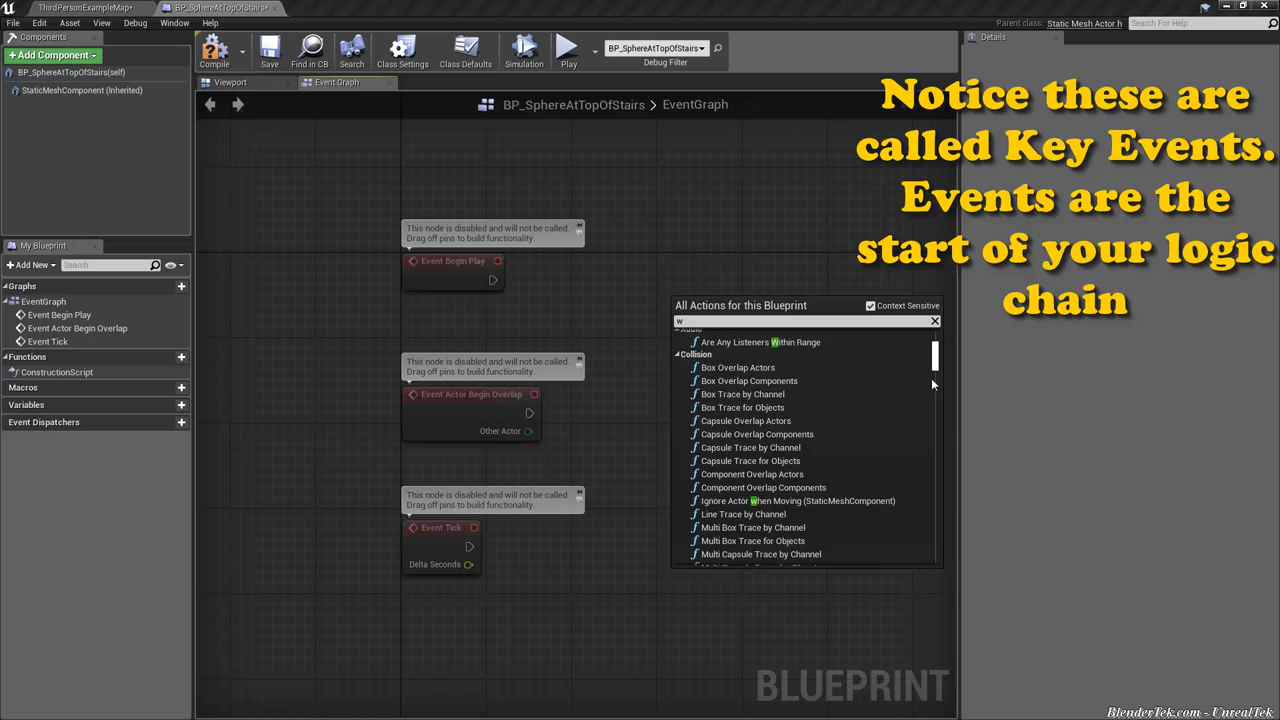 ThirdPersonExampleMap*
BP_SphereAtTopOfStairs*
File Edit Asset View Debug Window Help
Parent class: Static Mesh Actor.h
Search For Help
Components
Details
+Add Component
BP_SphereAtTopOfStairs(self)
StaticMeshComponent (Inherited)
Compile
Save
Find in CB
Search
Class Settings
Class Defaults
Simulation
Play
BP_SphereAtTopOfStairs
Debug Filter
Viewport
Event Graph
BP_SphereAtTopOfStairs > EventGraph
Notice these are
called Key Events.
Events are the
start of your logic
chain
My Blueprint
+Add New
Search
Graphs
EventGraph
Event Begin Play
Event Actor Begin Overlap
Event Tick
Functions
ConstructionScript
Macros
Variables
Event Dispatchers
This node is disabled and will not be called.
Drag off pins to build functionality.
Event Begin Play
This node is disabled and will not be called.
Drag off pins to build functionality.
Event Actor Begin Overlap
Other Actor
This node is disabled and will not be called.
Drag off pins to build functionality.
Event Tick
Delta Seconds
All Actions for this Blueprint
Context Sensitive
w
Audio
Are Any Listeners Within Range
Collision
Box Overlap Actors
Box Overlap Components
Box Trace by Channel
Box Trace for Objects
Capsule Overlap Actors
Capsule Overlap Components
Capsule Trace by Channel
Capsule Trace for Objects
Component Overlap Actors
Component Overlap Components
Ignore Actor when Moving (StaticMeshComponent)
Line Trace by Channel
Multi Box Trace by Channel
Multi Box Trace for Objects
Multi Capsule Trace by Channel
BLUEPRINT
BlenderTek.com - UnrealTek